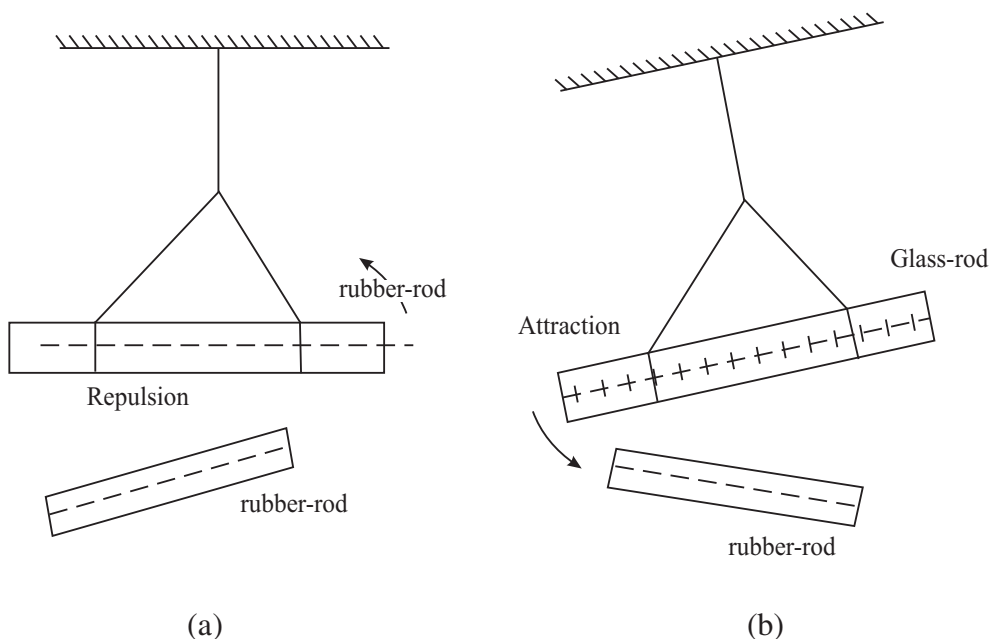 rubber-rod
Repulsion
rubber-rod
(a)
Glass-rod
Attraction
rubber-rod
(b)